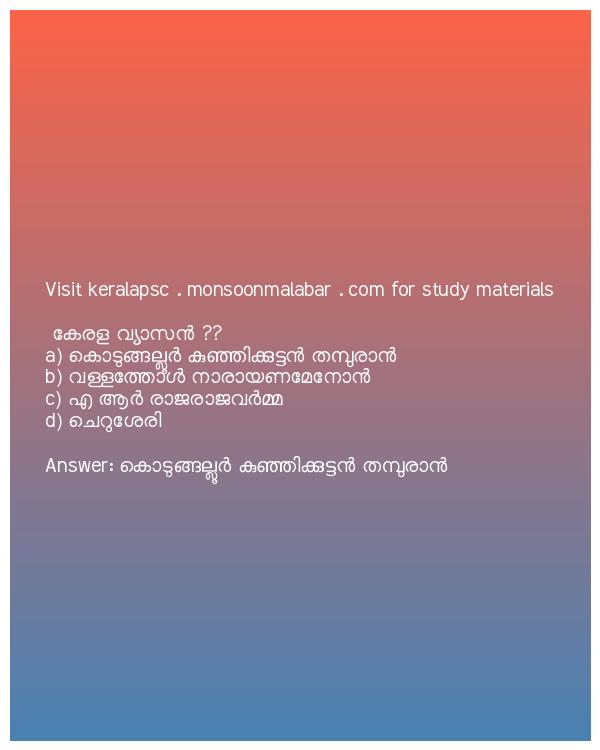 Visit keralapsc . monsoonmalabar . com for study materials
കേരള വ്യാസൻ ??
a) കൊടുങ്ങല്ലൂർ കുഞ്ഞിക്കുട്ടൻ തമ്പുരാൻ
b) വള്ളത്തോൾ നാരായണമേനോൻ
c) എ ആർ രാജരാജവർമ്മ
d) ചെറുശേരി
Answer: കൊടുങ്ങല്ലൂർ കുഞ്ഞിക്കുട്ടൻ തമ്പുരാൻ